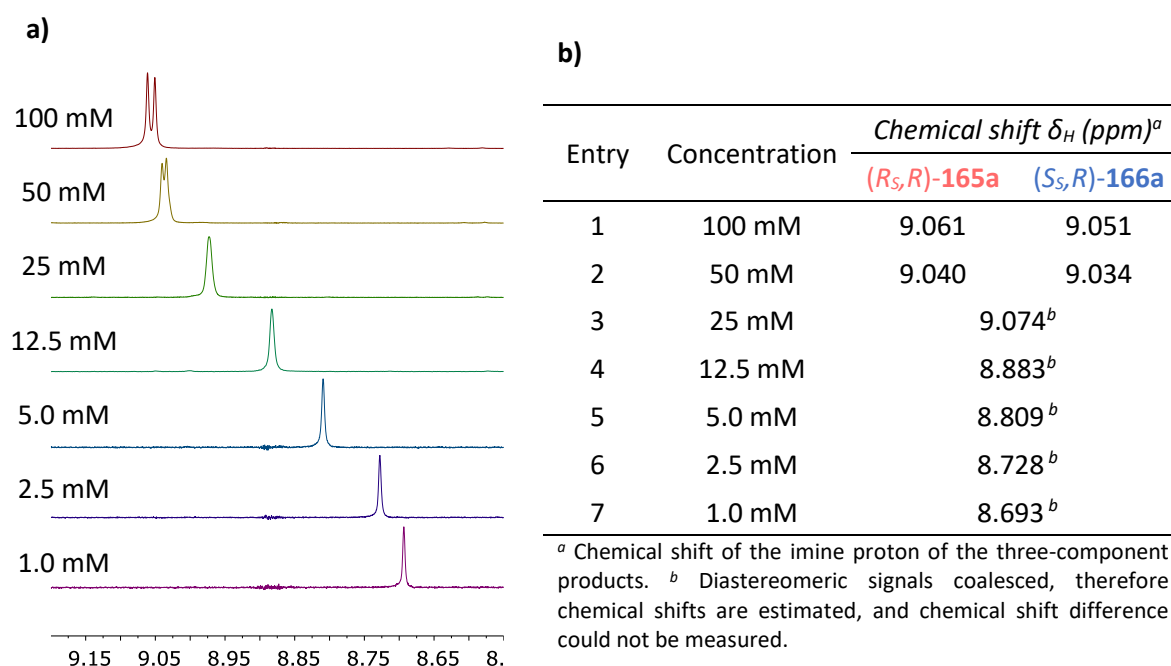 a)
100 mM
50 mM
25 mM
12.5 mM
5.0 mM
2.5 mM
1.0 mM
9.15 9.05 8.95 8.85 8.75 8.65 8.
b)
Entry Concentration Chemical shift δH (ppm)a
(RS,R)-165a (SS,R)-166a
1 100 mM 9.061 9.051
2 50 mM 9.040 9.034
3 25 mM 9.074b
4 12.5 mM 8.883b
5 5.0 mM 8.809 b
6 2.5 mM 8.728 b
7 1.0 mM 8.693 b
a Chemical shift of the imine proton of the three-component
products. b Diastereomeric signals coalesced, therefore
chemical shifts are estimated, and chemical shift difference
could not be measured.